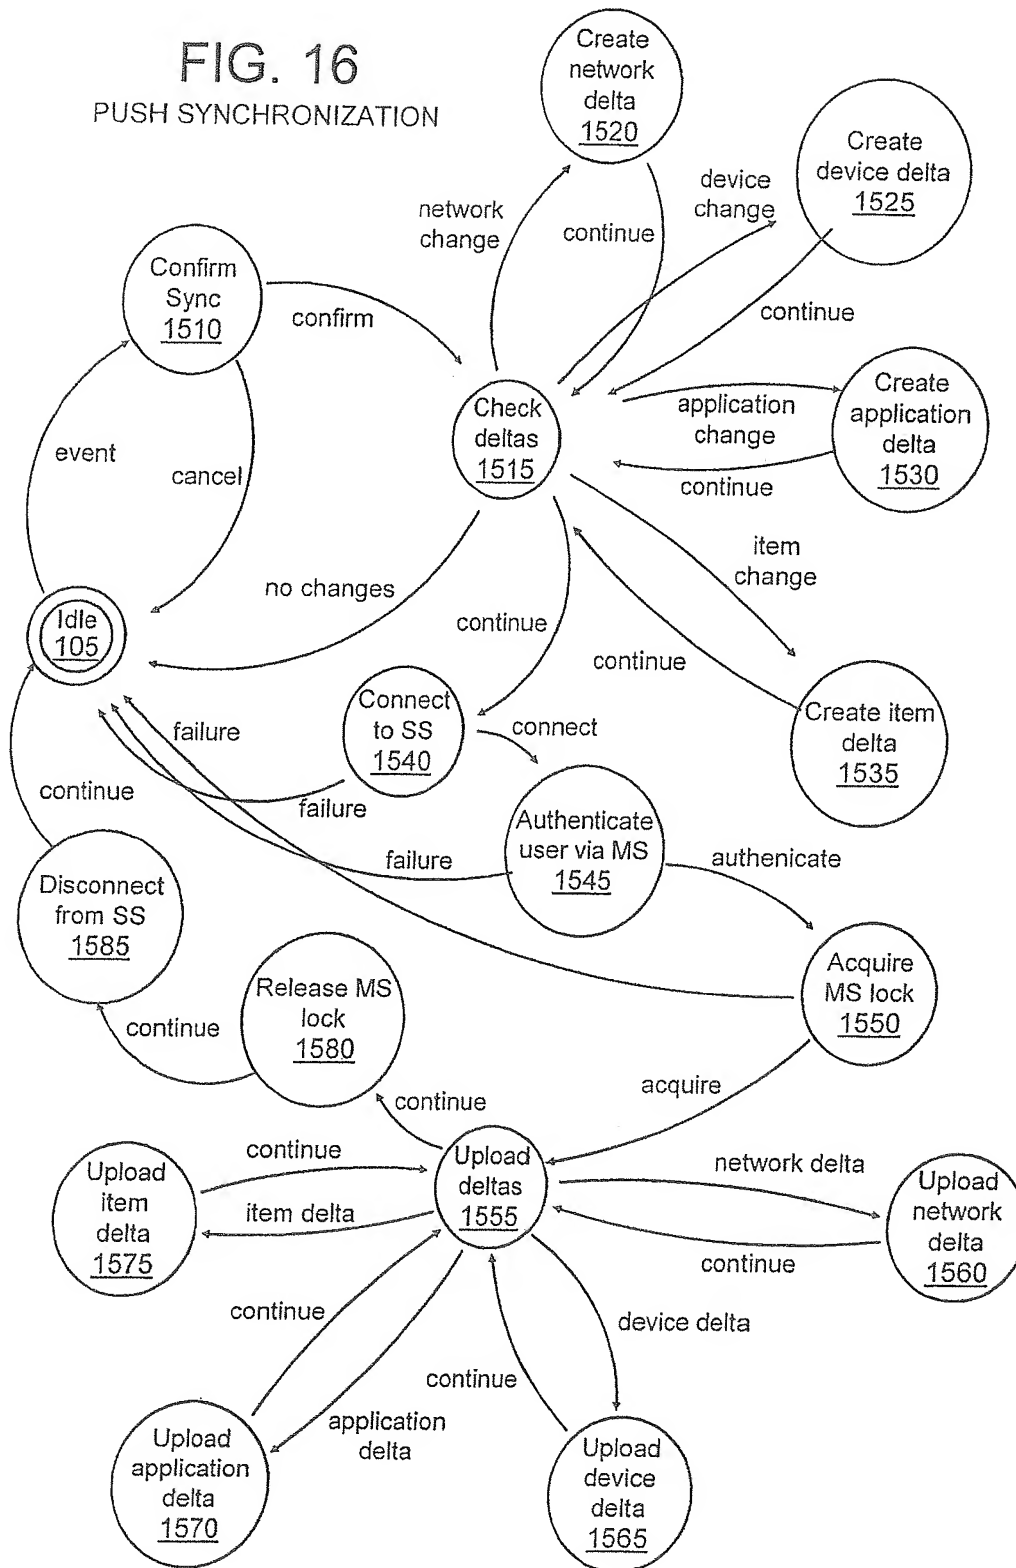 FIG. 16
PUSH SYNCHRONIZATION
Create
network
delta
1520
Create
device delta
1525
device
change
network
change
continue
continue
Confirm
Sync
1510
confirm
Check
deltas
1515
application
change
continue
Create
application
delta
1530
event
cancel
item
change
no changes
continue
continue
Idle
105
Create item
delta
1535
Connect
to SS
1540
connect
failure
failure
failure
continue
Authenticate
user via MS
1545
authenicate
Disconnect
from SS
1585
Acquire
MS lock
1550
Release MS
lock
1580
continue
acquire
continue
Upload
deltas
1555
continue
item delta
Upload
item
delta
1575
network delta
continue
Upload
network
delta
1560
continue
application
delta
continue
device delta
Upload
application
delta
1570
Upload
device
delta
1565